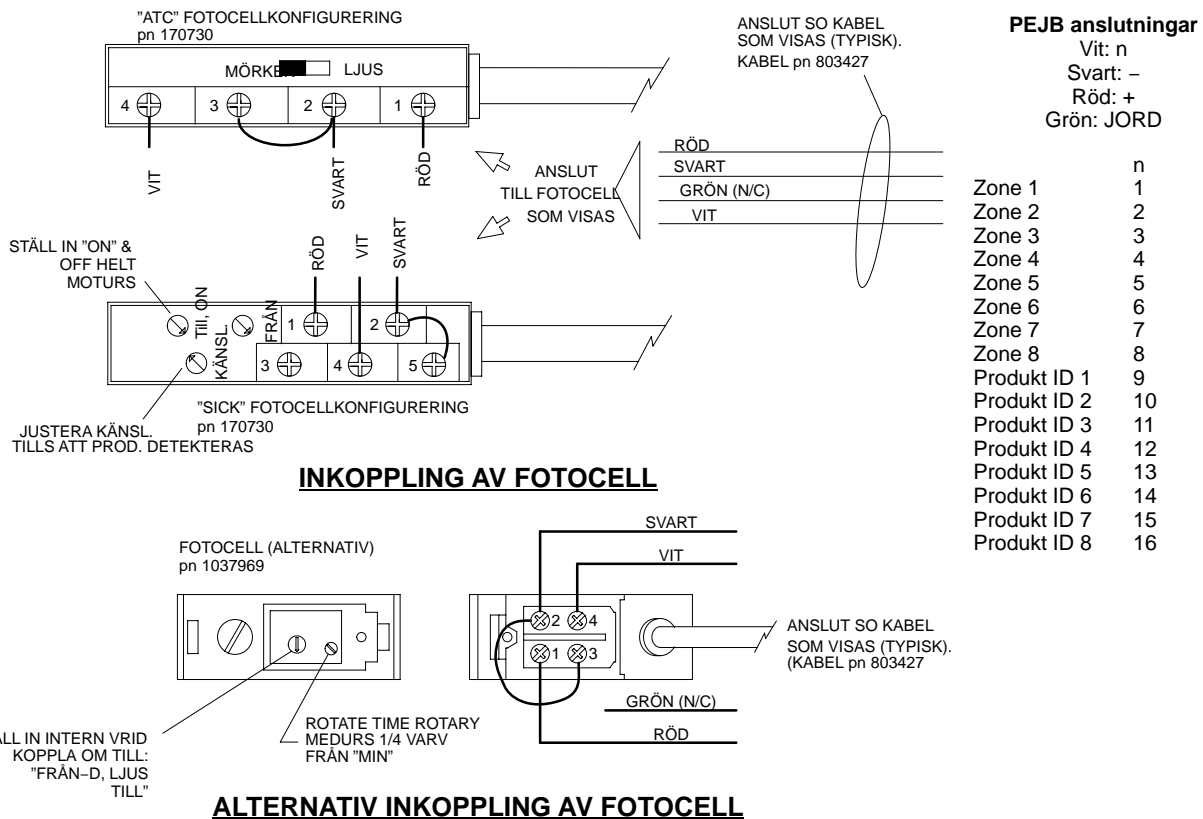 "ATC" FOTOCELLKONFIGURERING
pn 170730
MÖRKER LJUS
4 3 2 1
VIT
SVART
RÖD
ANSLUT SO KABEL
SOM VISAS (TYPISK).
KABEL pn 803427
ANSLUT
TILL FOTOCELL
SOM VISAS
RÖD
SVART
GRÖN (N/C)
VIT
PEJB anslutningar
Vit: n
Svart: –
Röd: +
Grön: JORD
n
Zone 1 1
Zone 2 2
Zone 3 3
Zone 4 4
Zone 5 5
Zone 6 6
Zone 7 7
Zone 8 8
Produkt ID 1 9
Produkt ID 2 10
Produkt ID 3 11
Produkt ID 4 12
Produkt ID 5 13
Produkt ID 6 14
Produkt ID 7 15
Produkt ID 8 16
STÄLL IN "ON" &
OFF HELT
MOTURS
RÖD
VIT
SVART
Till, ON
KÄNSL.
FRÅN
1 2
3 4 5
"SICK" FOTOCELLKONFIGURERING
pn 170730
JUSTERA KÄNSL.
TILLS ATT PROD. DETEKTERAS
INKOPPLING AV FOTOCELL
FOTOCELL (ALTERNATIV)
pn 1037969
SVART
VIT
2 4
1 3
ANSLUT SO KABEL
SOM VISAS (TYPISK).
(KABEL pn 803427
GRÖN (N/C)
RÖD
ÄLL IN INTERN VRID
KOPPLA OM TILL:
"FRÅN–D, LJUS
TILL"
ROTATE TIME ROTARY
MEDURS 1/4 VARV
FRÅN "MIN"
ALTERNATIV INKOPPLING AV FOTOCELL